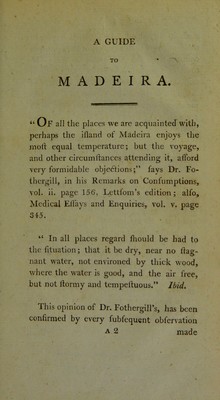 A GUIDE
TO
MADEIRA.
“OF all the places we are acquainted with,
perhaps the ifland of Madeira enjoys the
moſt equal temperature; but the voyage,
and other circumſtances attending it, afford
very formidable objections;” ſays Dr. Fo-
thergill, in his Remarks on Conſumptions,
vol. ii. page 156. Lettſom's edition; alſo,
Medical Eſſays and Enquiries, vol. v. page
345.
“ In all places regard ſhould be had to
the ſituation; that it be dry, near no ſtag-
nant water, not environed by thick wood,
where the water is good, and the air free,
but not ſtormy and tempeſtuous.” Ibid.
This opinion of Dr. Fothergill's, has been
confirmed by every ſubſequent obſervation
A 2 made